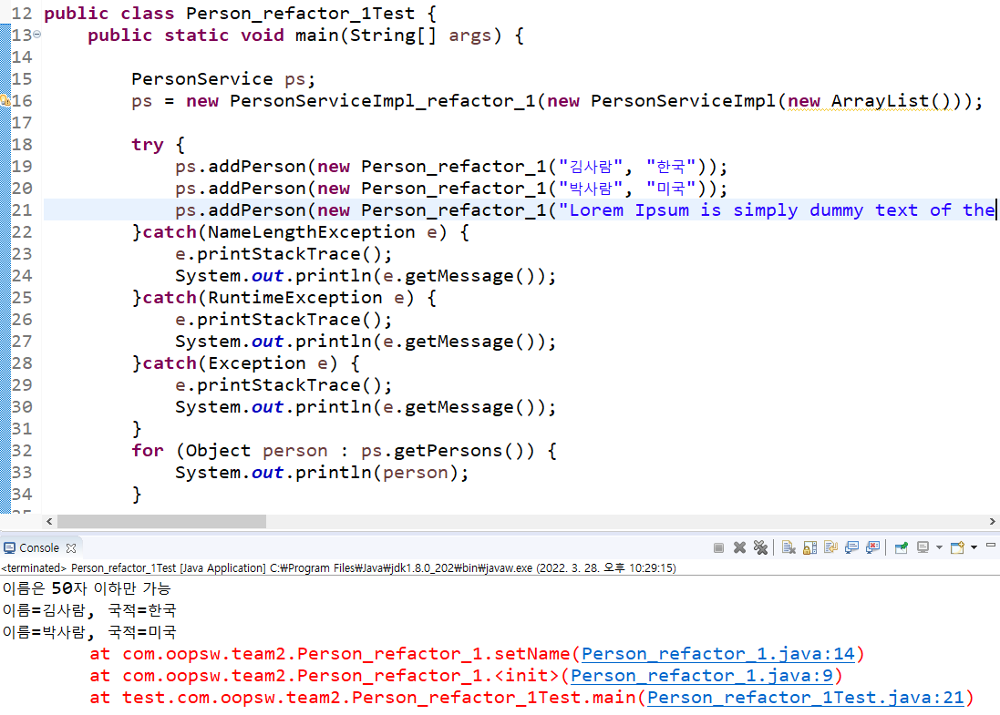 12 public class Person_refactor_1Test {
13 public static void main(String[] args) {
14
15 PersonService ps;
16 ps = new PersonServiceImpl_refactor_1(new PersonServiceImpl(new ArrayList()));
17
18 try {
19 ps.addPerson(new Person_refactor_1("김사람", "한국"));
20 ps.addPerson(new Person_refactor_1("박사람", "미국"));
21 ps.addPerson(new Person_refactor_1("Lorem Ipsum is simply dummy text of the
22 }catch(NameLengthException e) {
23 e.printStackTrace();
24 System.out.println(e.getMessage());
25 }catch(RuntimeException e) {
26 e.printStackTrace();
27 System.out.println(e.getMessage());
28 }catch(Exception e) {
29 e.printStackTrace();
30 System.out.println(e.getMessage());
31 }
32 for (Object person : ps.getPersons()) {
33 System.out.println(person);
34 }
Console
<terminated> Person_refactor_1Test [Java Application] C:₩Program Files₩Java₩jdk1.8.0_202₩bin₩javaw.exe (2022. 3. 28. 오후 10:29:15)
이름은 50자 이하만 가능
이름=김사람, 국적=한국
이름=박사람, 국적=미국
at com.oopsw.team2.Person_refactor_1.setName(Person_refactor_1.java:14)
at com.oopsw.team2.Person_refactor_1.<init>(Person_refactor_1.java:9)
at test.com.oopsw.team2.Person_refactor_1Test.main(Person_refactor_1Test.java:21)